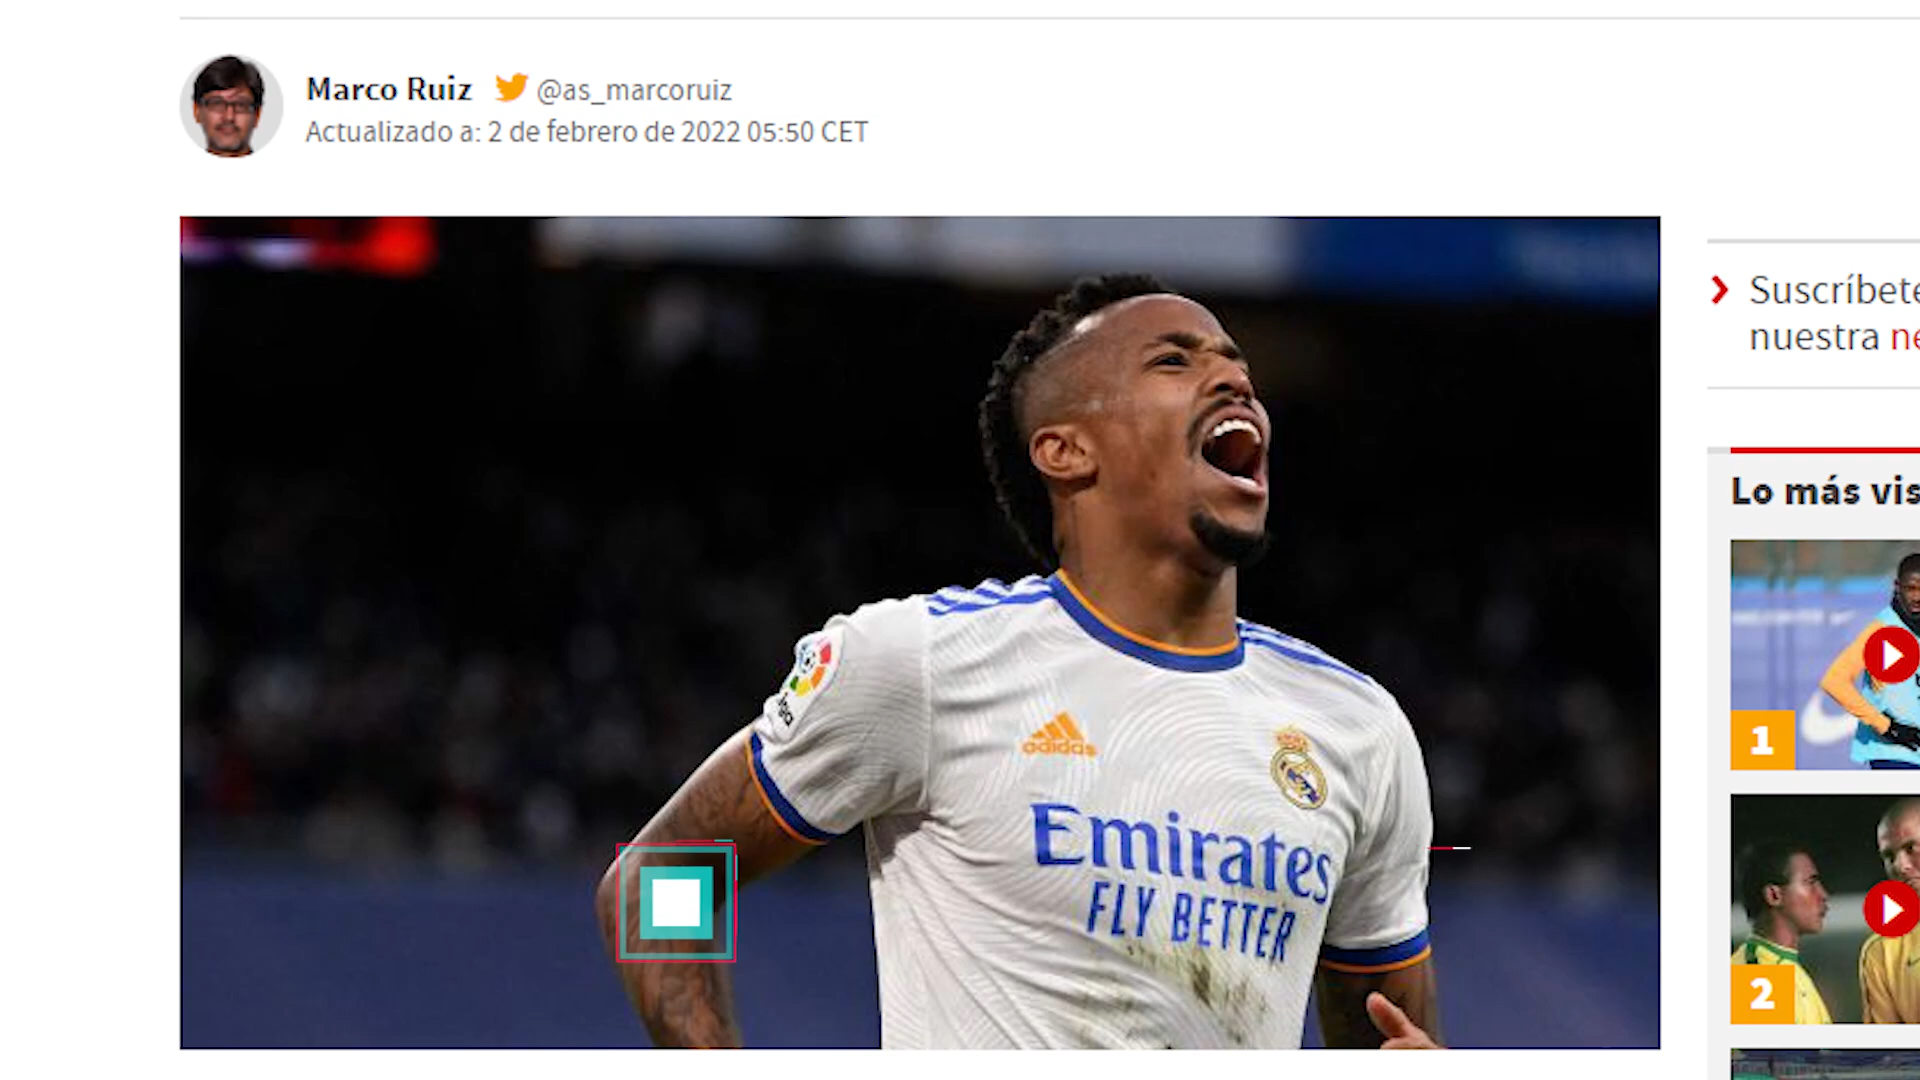 Marco Ruiz @as_marcoruiz
Actualizado a: 2 de febrero de 2022 05:50 CET
Suscríbete
nuestra
Lo más
adidas
Emirates
FLY BETTER
1
2